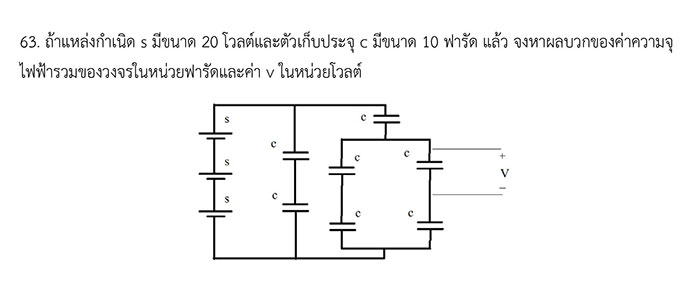 63. ถ้าแหล่งกำเนิด s มีขนาด 20 โวลต์และตัวเก็บประจุ c มีขนาด 10 ฟารัด แล้ว จงหาผลบวกของค่าความจุ
ไฟฟ้ารวมของวงจรในหน่วยฟารัดและค่า v ในหน่วยโวลต์
s
c
c
s
c
c
+
V
s
c
c
c
−